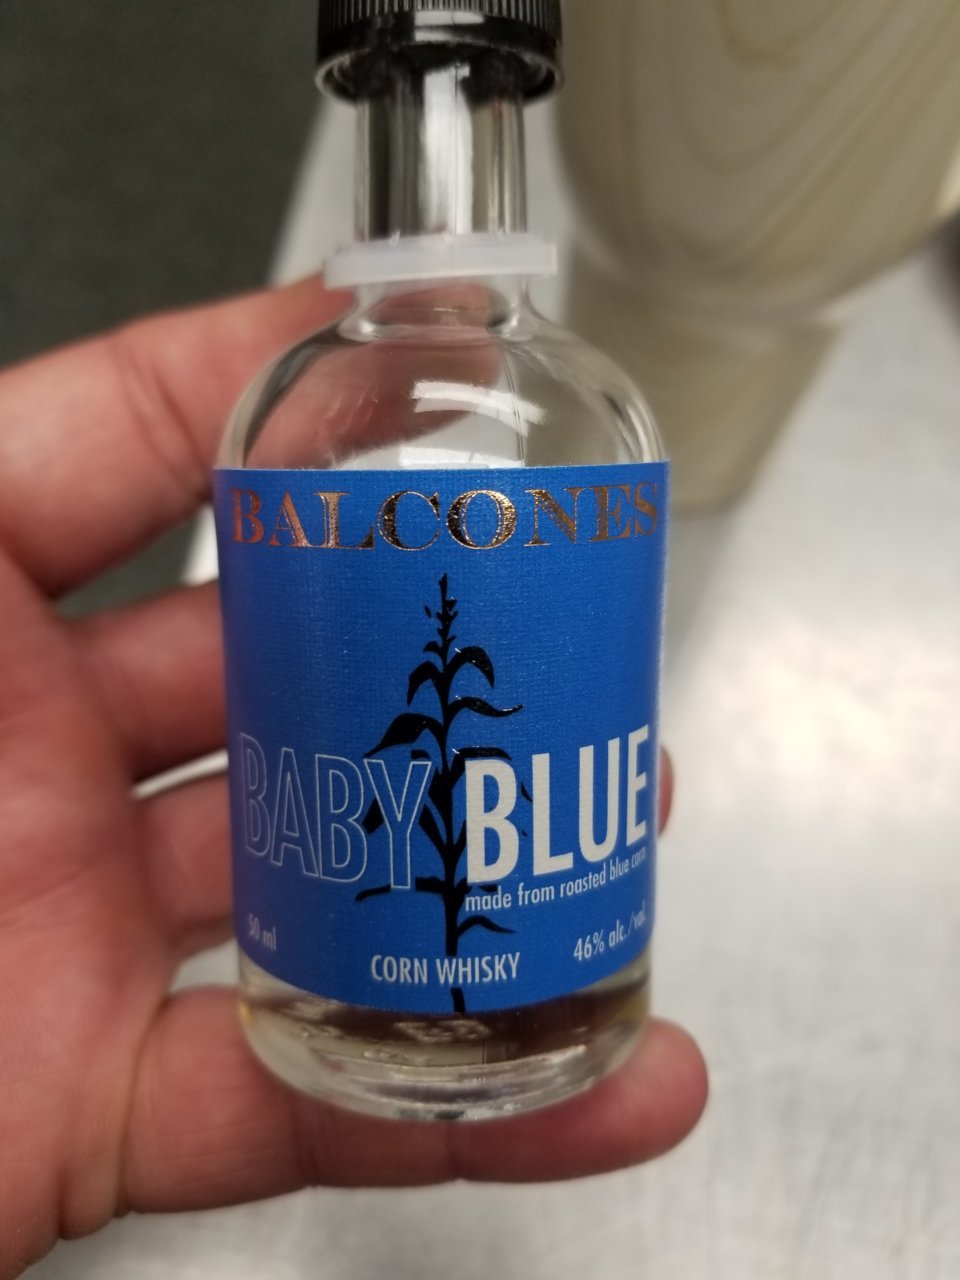 BALCONES
BABY BLUE
made from roasted blue corn
50 ml
CORN WHISKY
46% alc./vol.